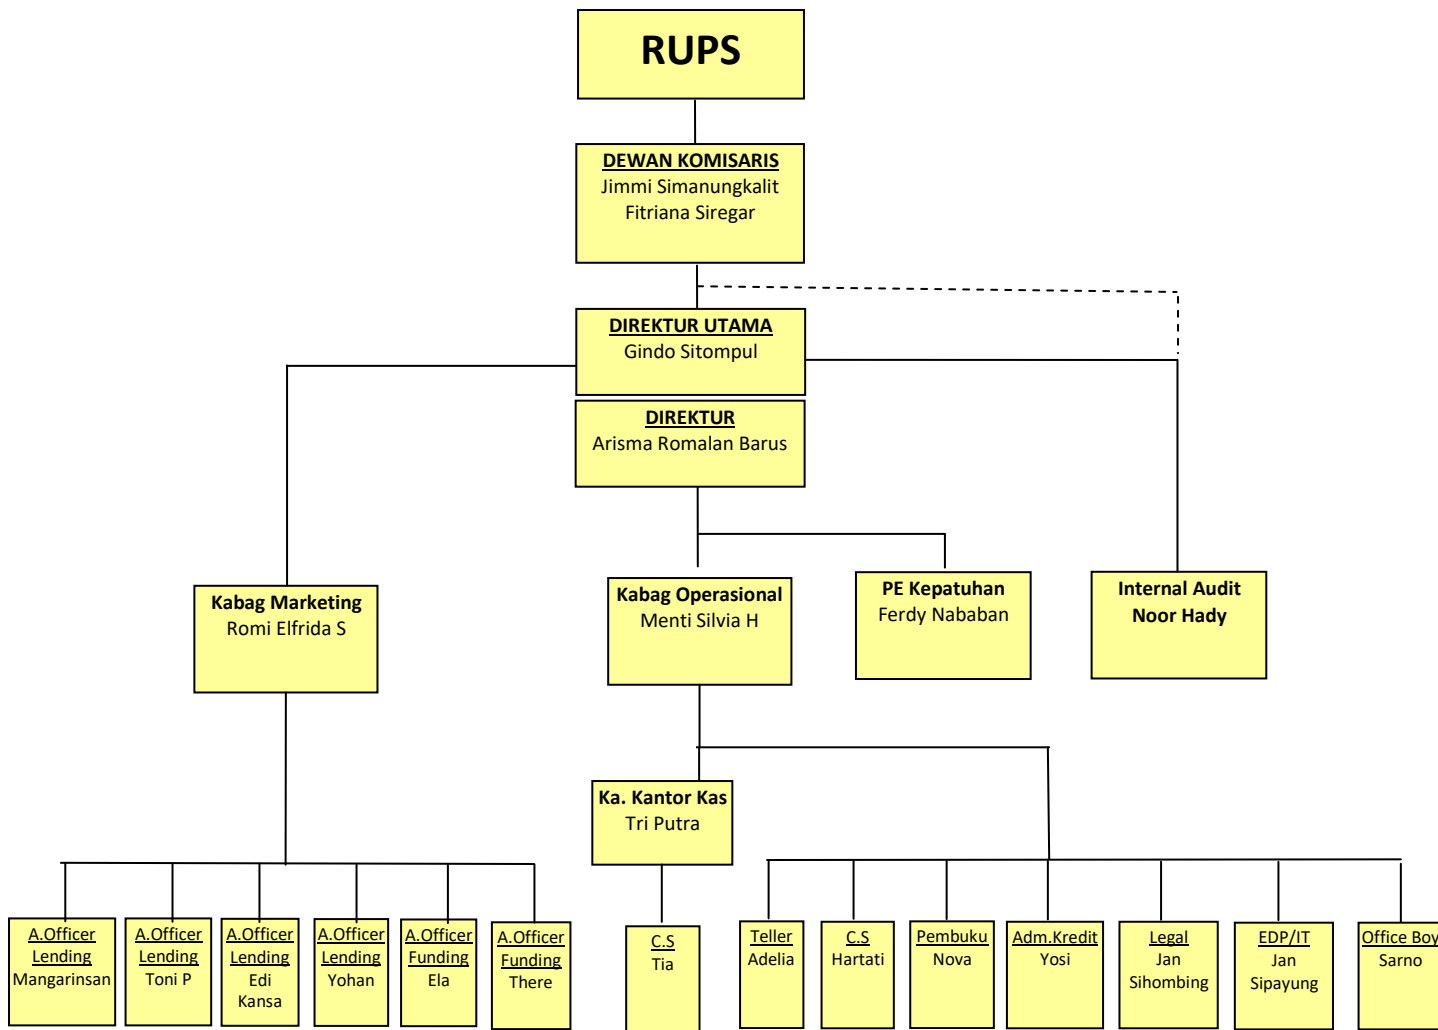 RUPS
DEWAN KOMISARIS
Jimmi Simanungkalit
Fitriana Siregar
DIREKTUR UTAMA
Gindo Sitompul
DIREKTUR
Arisma Romalan Barus
Kabag Marketing
Romi Elfrida S
Kabag Operasional
Menti Silvia H
PE Kepatuhan
Ferdy Nababan
Internal Audit
Noor Hady
Ka. Kantor Kas
Tri Putra
A.Officer
Lending
Mangarinsan
A.Officer
Lending
Toni P
A.Officer
Lending
Edi
Kansa
A.Officer
Lending
Yohan
A.Officer
Funding
Ela
A.Officer
Funding
There
C.S
Tia
Teller
Adelia
C.S
Hartati
Pembuku
Nova
Adm.Kredit
Yosi
Legal
Jan
Sihombing
EDP/IT
Jan
Sipayung
Office Boy
Sarno